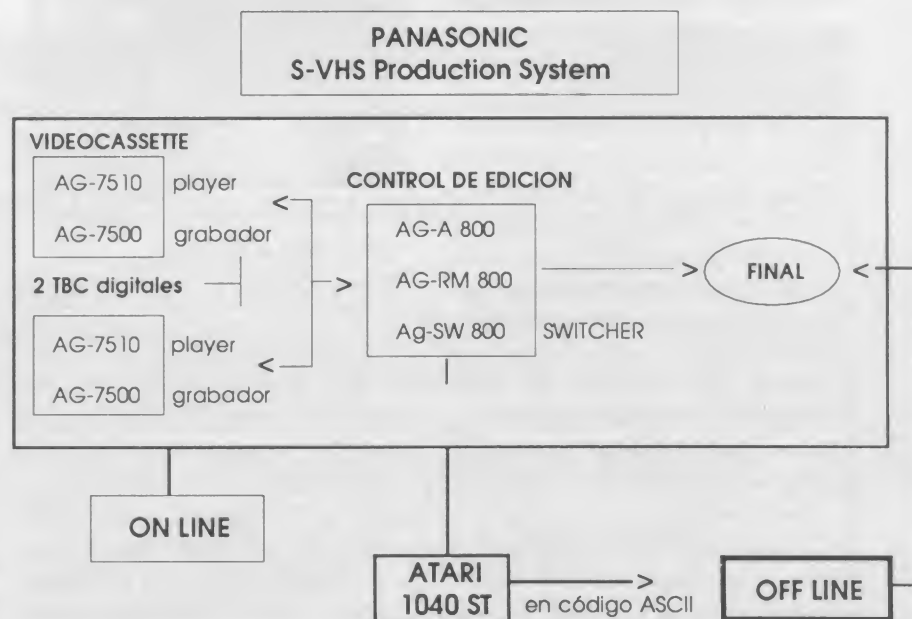 PANASONIC
S-VHS Production System
VIDEOCASSETTE
AG-7510 player
AG-7500 grabador
2 TBC digitales
AG-7510 player
AG-7500 grabador
CONTROL DE EDICION
AG-A 800
AG-RM 800
Ag-SW 800 SWITCHER
FINAL
ON LINE
ATARI
1040 ST
en código ASCII
OFF LINE